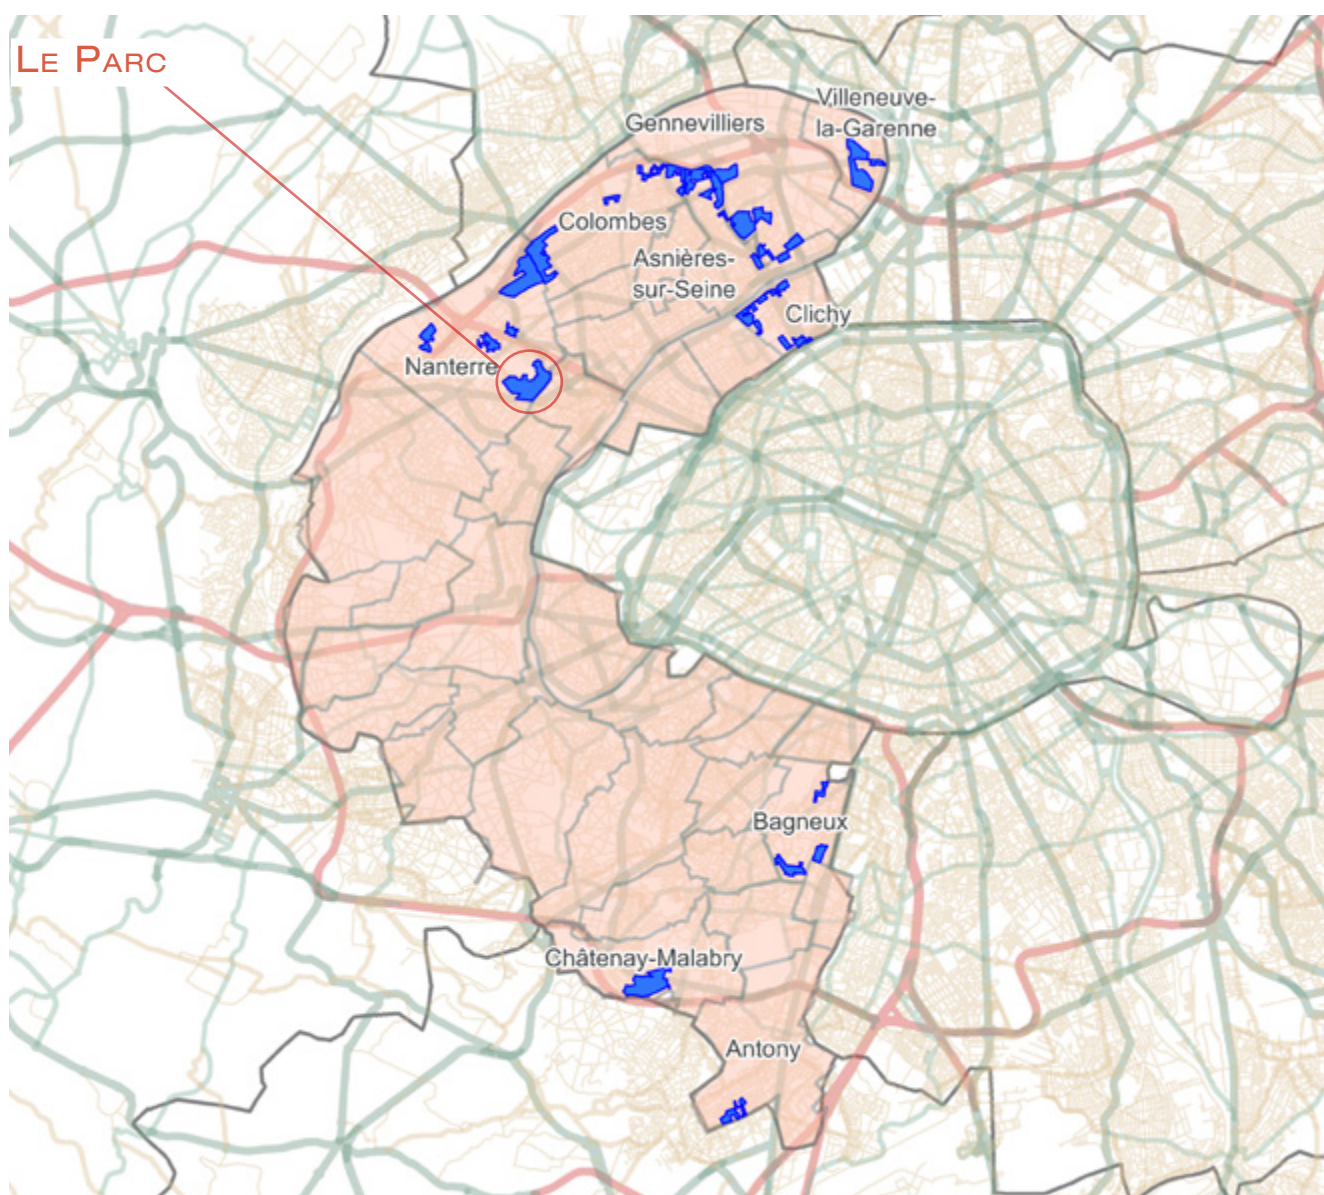 Le Parc
Villeneuve-
la-Garenne
Gennevilliers
Colombes
Asnières-
sur-Seine
Clichy
Nanterre
Bagneux
Châtenay-Malabry
Antony